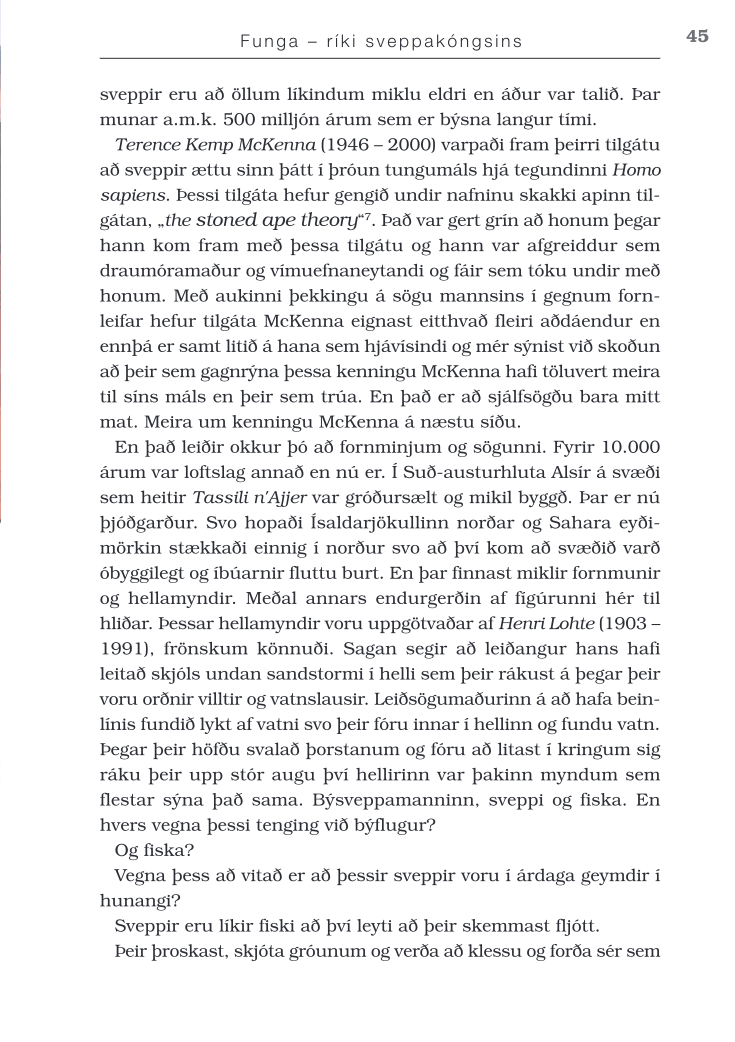 Funga – ríki sveppakóngsins
45
sveppir eru að öllum líkindum miklu eldri en áður var talið. Þar
munar a.m.k. 500 milljón árum sem er býsna langur tími.
Terence Kemp McKenna (1946 – 2000) varpaði fram þeirri tilgátu
að sveppir ættu sinn þátt í þróun tungumáls hjá tegundinni Homo
sapiens. Þessi tilgáta hefur gengið undir nafninu skakki apinn til-
gátan, „the stoned ape theory“⁷. Það var gert grín að honum þegar
hann kom fram með þessa tilgátu og hann var afgreiddur sem
draumóramaður og vímuefnaneytandi og fáir sem tóku undir með
honum. Með aukinni þekkingu á sögu mannsins í gegnum forn-
leifar hefur tilgáta McKenna eignast eitthvað fleiri aðdáendur en
ennþá er samt litið á hana sem hjávísindi og mér sýnist við skoðun
að þeir sem gagnrýna þessa kenningu McKenna hafi töluvert meira
til síns máls en þeir sem trúa. En það er að sjálfsögðu bara mitt
mat. Meira um kenningu McKenna á næstu síðu.
En það leiðir okkur þó að fornminjum og sögunni. Fyrir 10.000
árum var loftslag annað en nú er. Í Suð-austurhluta Alsír á svæði
sem heitir Tassili n'Ajjer var gróðursælt og mikil byggð. Þar er nú
þjóðgarður. Svo hopaði Ísaldarjökullinn norðar og Sahara eyði-
mörkin stækkaði einnig í norður svo að því kom að svæðið varð
óbyggilegt og íbúarnir fluttu burt. En þar finnast miklir fornmunir
og hellamyndir. Meðal annars endurgerðin af fígúrunni hér til
hliðar. Þessar hellamyndir voru uppgötvaðar af Henri Lohte (1903 –
1991), frönskum könnuði. Sagan segir að leiðangur hans hafi
leitað skjóls undan sandstormi í helli sem þeir rákust á þegar þeir
voru orðnir villtir og vatnslausir. Leiðsögumaðurinn á að hafa bein-
línis fundið lykt af vatni svo þeir fóru innar í hellinn og fundu vatn.
Þegar þeir höfðu svalað þorstanum og fóru að litast í kringum sig
ráku þeir upp stór augu því hellirinn var þakinn myndum sem
flestar sýna það sama. Býsveppamanninn, sveppi og fiska. En
hvers vegna þessi tenging við býflugur?
Og fiska?
Vegna þess að vitað er að þessir sveppir voru í árdaga geymdir í
hunangi?
Sveppir eru líkir fiski að því leyti að þeir skemmast fljótt.
Þeir þroskast, skjóta gróunum og verða að klessu og forða sér sem